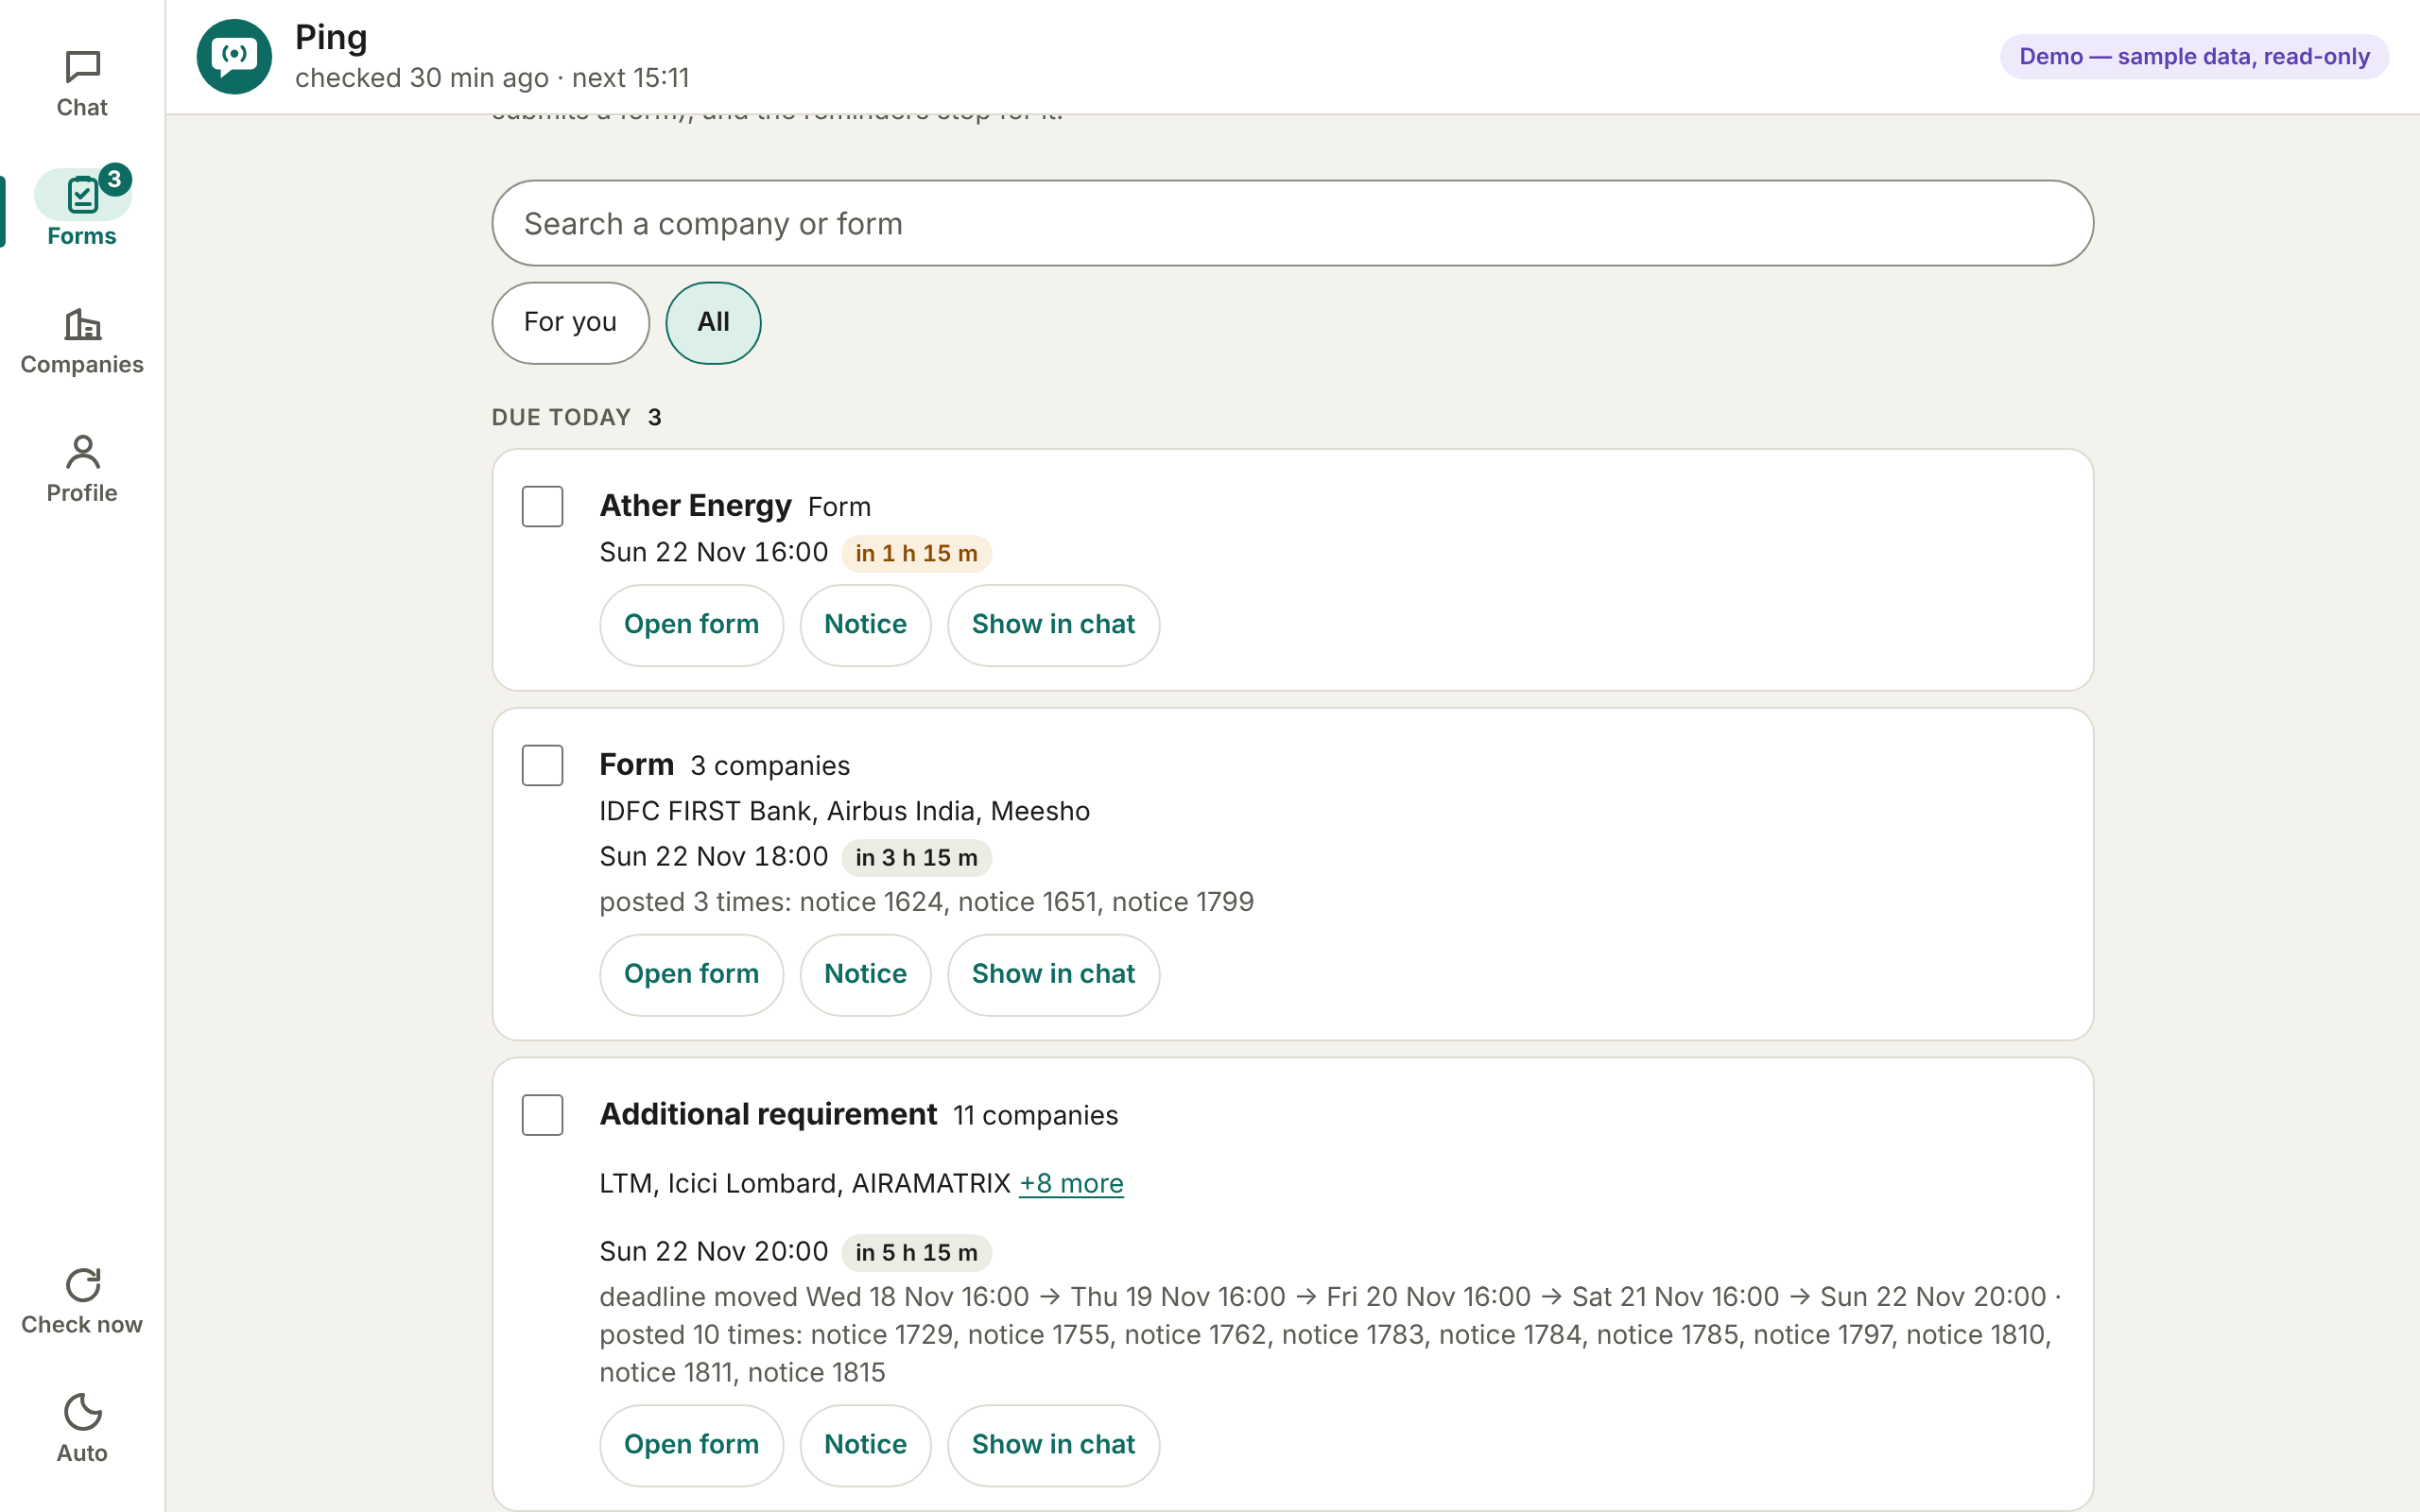 Chat
3
Forms
Companies
Profile
Check now
Auto
Ping
checked 30 min ago · next 15:11
Demo — sample data, read-only
submits a form), and the reminders stop for it.
Search a company or form
For you
All
DUE TODAY 3
Ather Energy Form
Sun 22 Nov 16:00 in 1 h 15 m
Open form Notice Show in chat
Form 3 companies
IDFC FIRST Bank, Airbus India, Meesho
Sun 22 Nov 18:00 in 3 h 15 m
posted 3 times: notice 1624, notice 1651, notice 1799
Open form Notice Show in chat
Additional requirement 11 companies
LTM, Icici Lombard, AIRAMATRIX +8 more
Sun 22 Nov 20:00 in 5 h 15 m
deadline moved Wed 18 Nov 16:00 → Thu 19 Nov 16:00 → Fri 20 Nov 16:00 → Sat 21 Nov 16:00 → Sun 22 Nov 20:00 ·
posted 10 times: notice 1729, notice 1755, notice 1762, notice 1783, notice 1784, notice 1785, notice 1797, notice 1810,
notice 1811, notice 1815
Open form Notice Show in chat